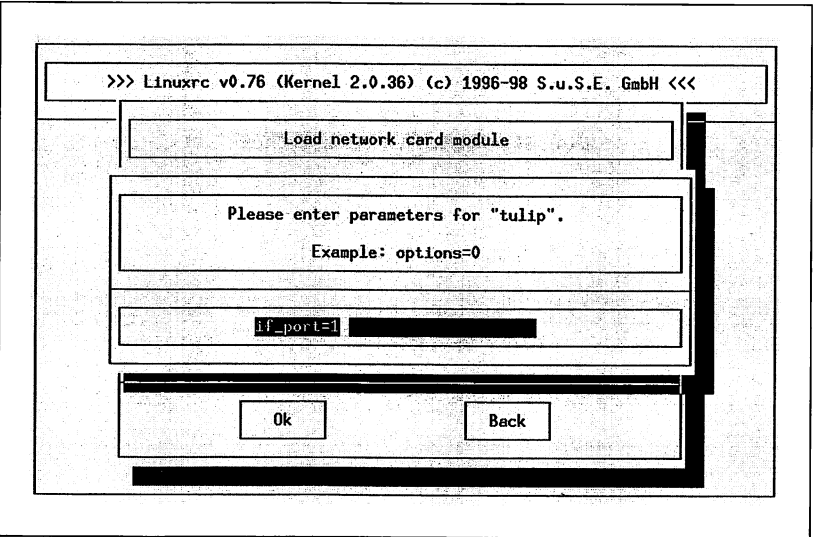 >>> Linuxrc v0.76 (Kernel 2.0.36) (c) 1996-98 S.u.S.E. GmbH <<<
Load network card module
Please enter parameters for "tulip".
Example: options=0
if_port=1
Ok Back